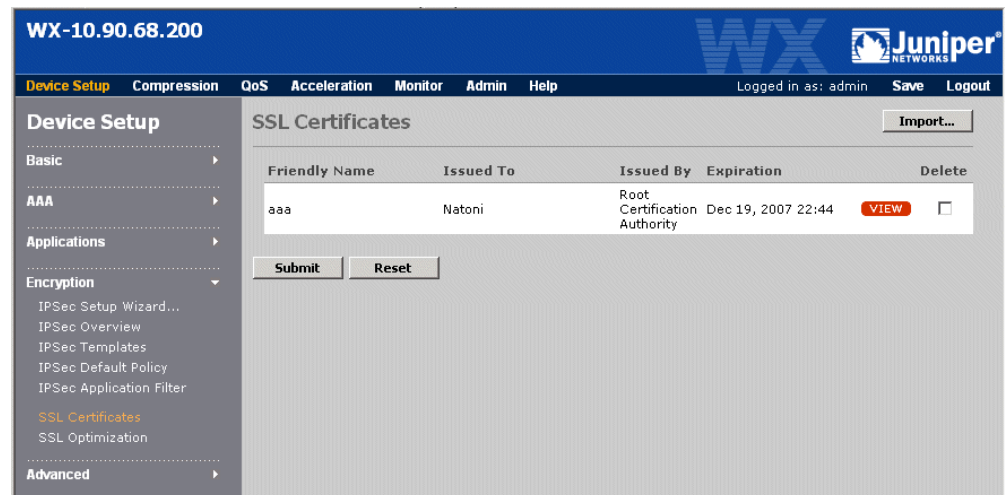 WX-10.90.68.200
WX
Juniper®
NETWORKS
Device Setup Compression QoS Acceleration Monitor Admin Help Logged in as: admin Save Logout
Device Setup
Basic
AAA
Applications
Encryption
IPSec Setup Wizard...
IPSec Overview
IPSec Templates
IPSec Default Policy
IPSec Application Filter
SSL Certificates
SSL Optimization
Advanced
SSL Certificates
Import...
Friendly Name Issued To Issued By Expiration Delete
aaa Natoni Root Certification Authority Dec 19, 2007 22:44 VIEW
Submit Reset